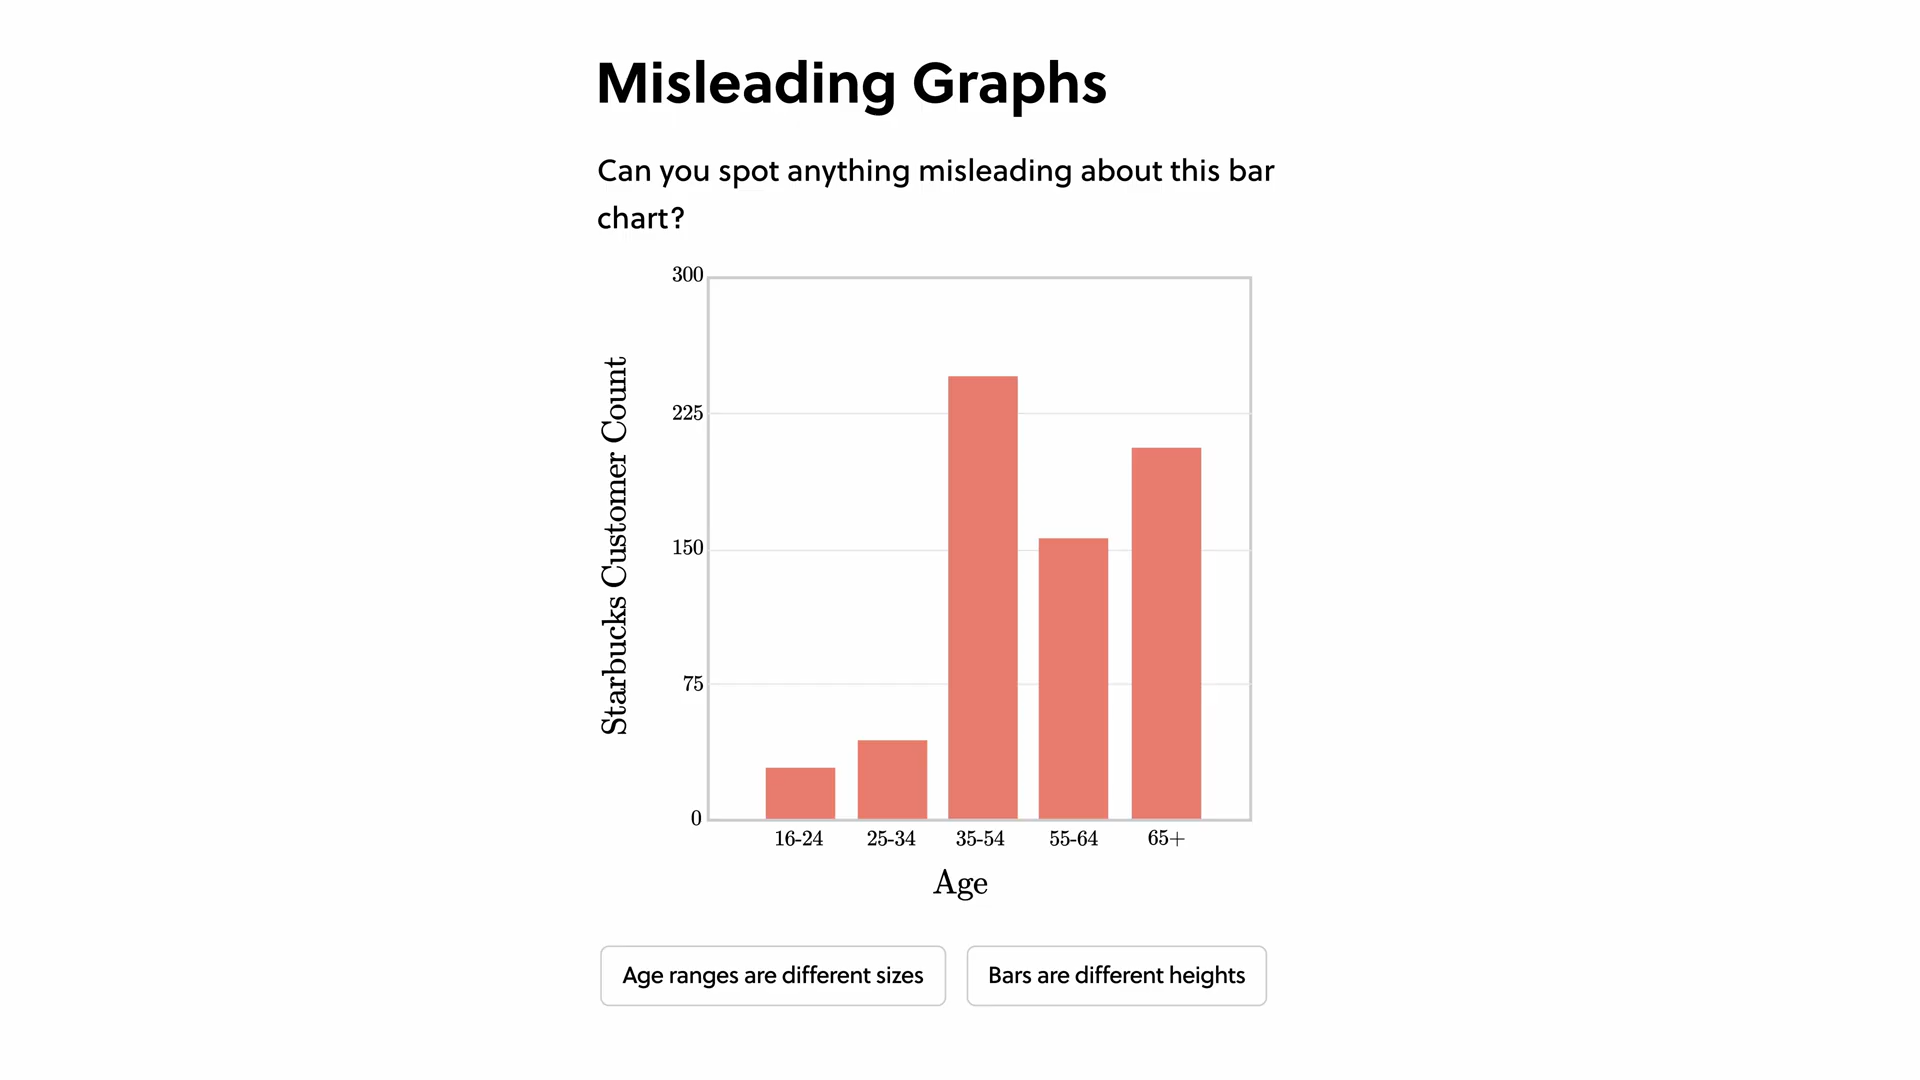 Misleading Graphs
Can you spot anything misleading about this bar
chart?
300
225
150
75
0
Starbucks Customer Count
16-24 25-34 35-54 55-64 65+
Age
Age ranges are different sizes
Bars are different heights